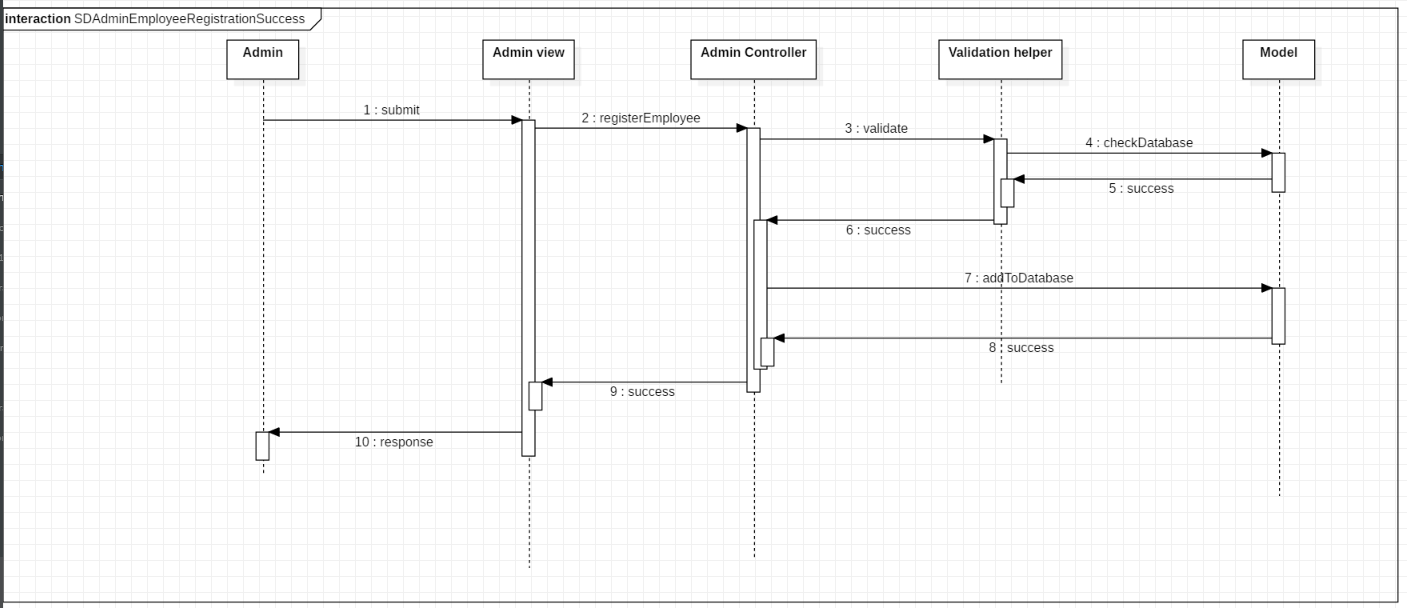 interaction SDAdminEmployeeRegistrationSuccess
Admin
Admin view
Admin Controller
Validation helper
Model
1 : submit
2 : registerEmployee
3 : validate
4 : checkDatabase
5 : success
6 : success
7 : addToDatabase
8 : success
9 : success
10 : response